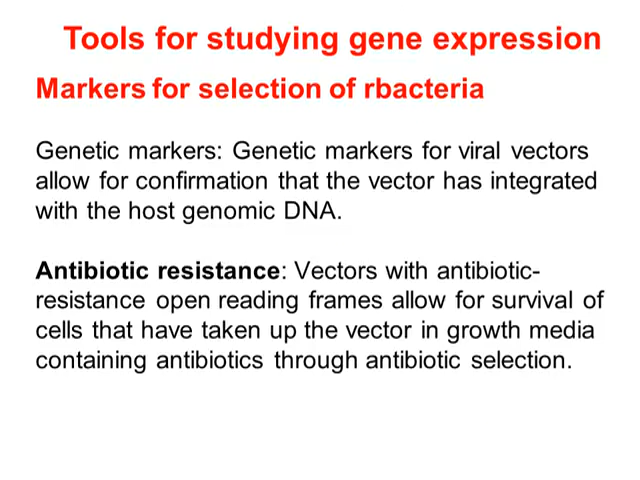 Tools for studying gene expression
Markers for selection of rbacteria
Genetic markers: Genetic markers for viral vectors
allow for confirmation that the vector has integrated
with the host genomic DNA.
Antibiotic resistance: Vectors with antibiotic-
resistance open reading frames allow for survival of
cells that have taken up the vector in growth media
containing antibiotics through antibiotic selection.